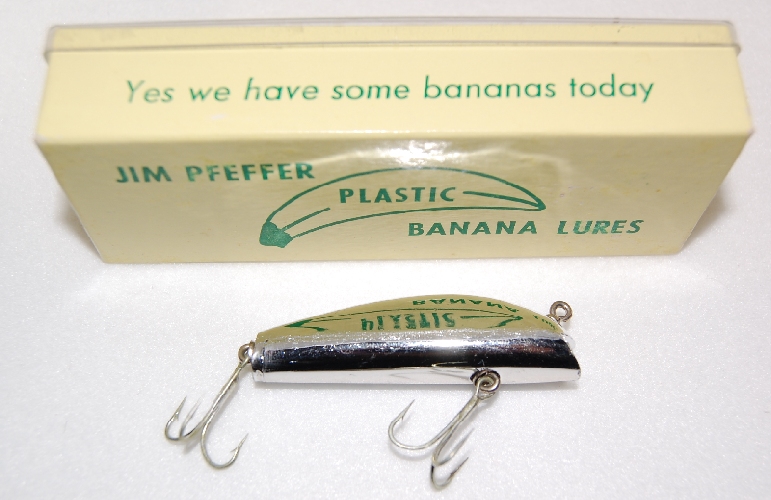 Yes we have some bananas today
JIM PFEFFER
PLASTIC
BANANA LURES